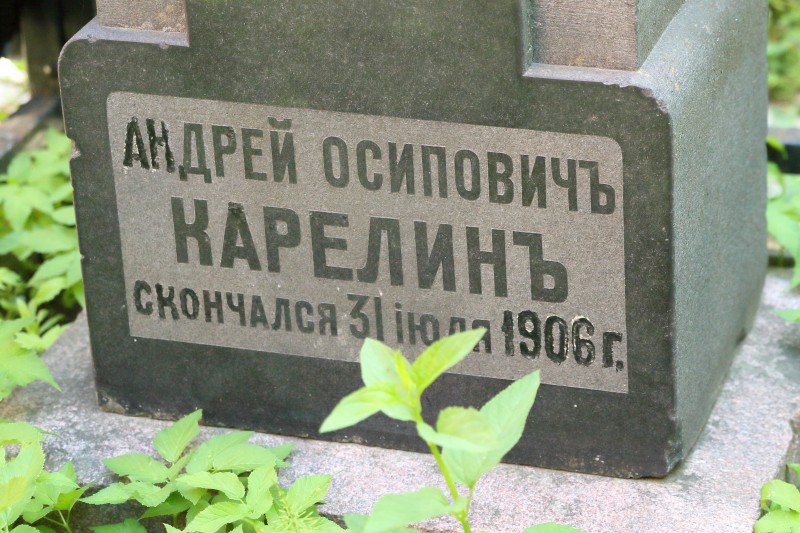 АНДРЕЙ ОСИПОВИЧЪ
КАРЕЛИНЪ
СКОНЧАЛСЯ 31 ІЮЛЯ 1906 Г.